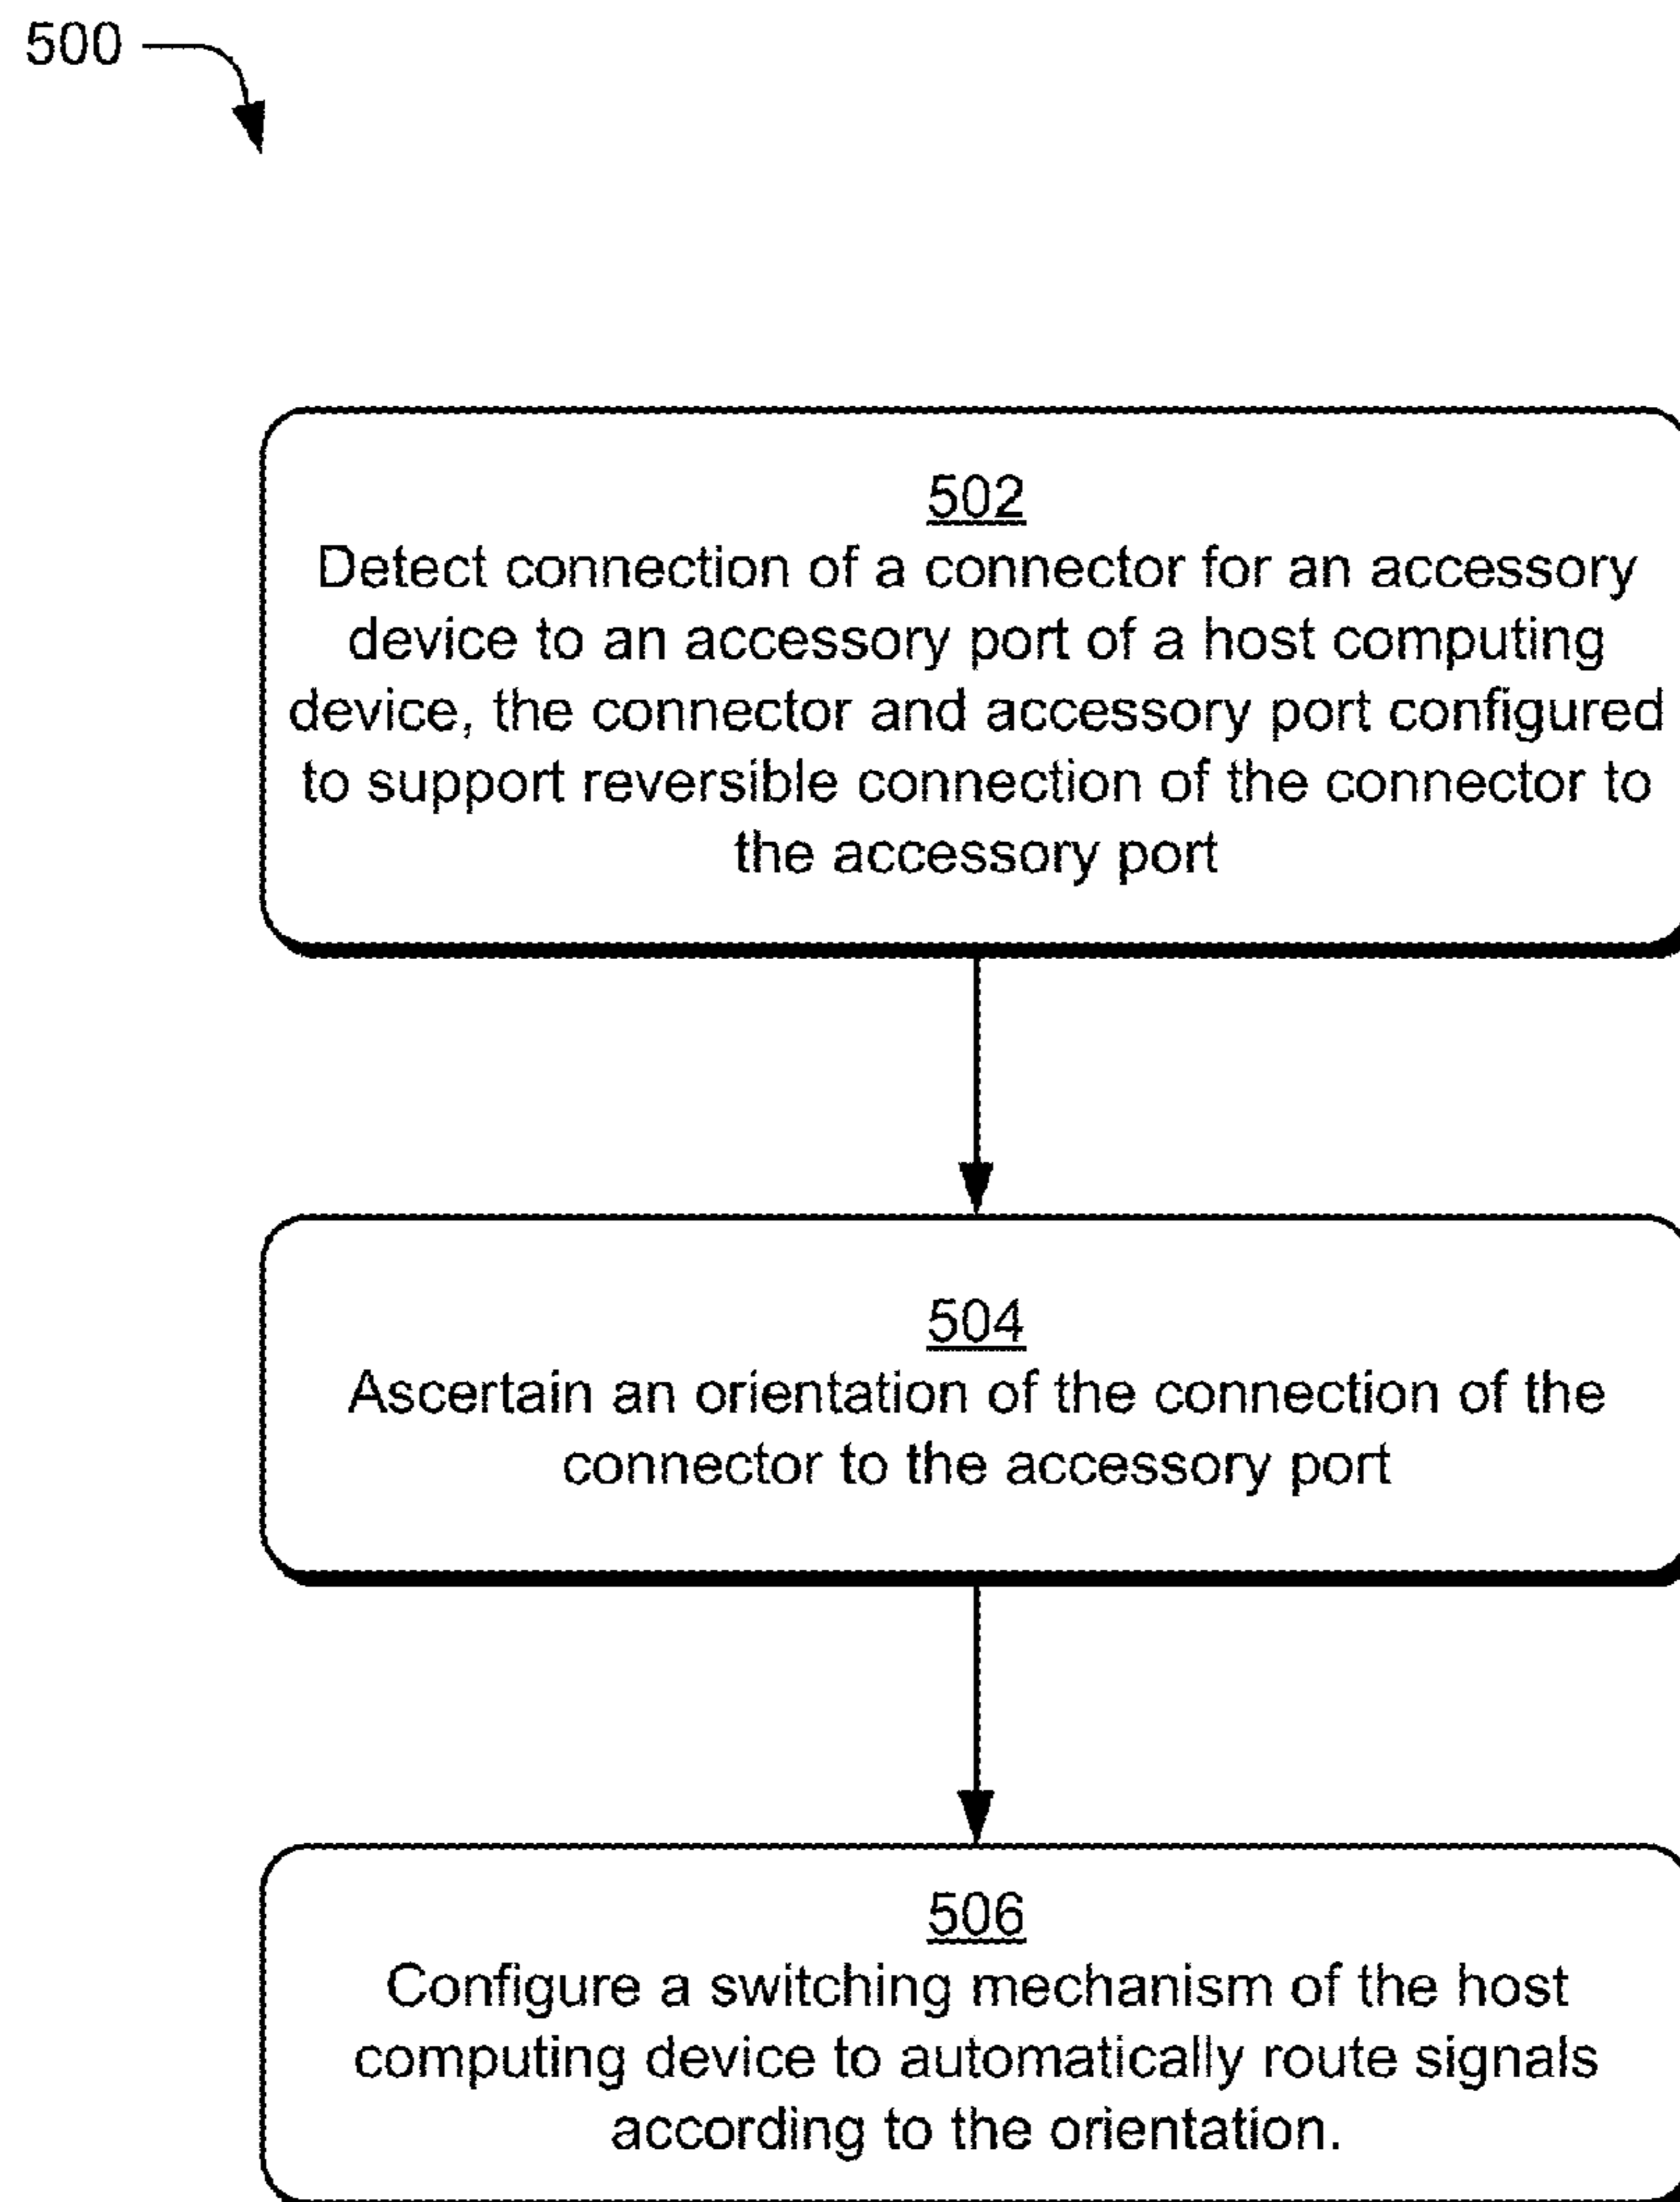 500
502
Detect connection of a connector for an accessory
device to an accessory port of a host computing
device, the connector and accessory port configured
to support reversible connection of the connector to
the accessory port
504
Ascertain an orientation of the connection of the
connector to the accessory port
506
Configure a switching mechanism of the host
computing device to automatically route signals
according to the orientation.